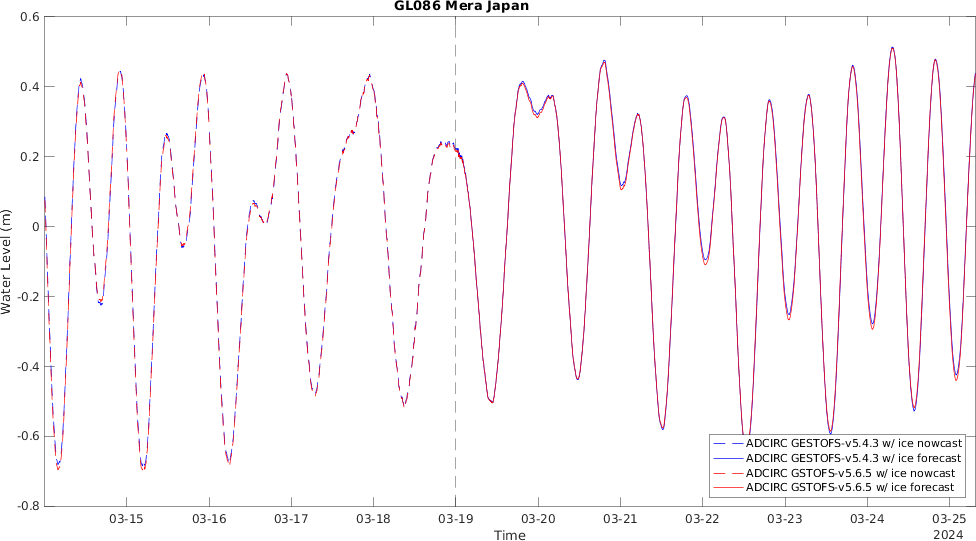 GL086 Mera Japan
0.6
0.4
0.2
0
-0.2
-0.4
-0.6
-0.8
Water Level (m)
ADCIRC GESTOFS-v5.4.3 w/ ice nowcast
ADCIRC GESTOFS-v5.4.3 w/ ice forecast
ADCIRC GSTOFS-v5.6.5 w/ ice nowcast
ADCIRC GSTOFS-v5.6.5 w/ ice forecast
03-15 03-16 03-17 03-18 03-19 03-20 03-21 03-22 03-23 03-24 03-25
Time
2024